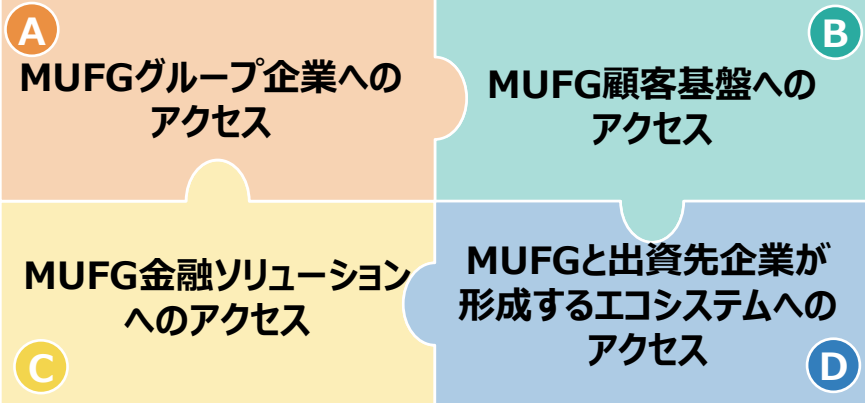 A
MUFGグループ企業への
アクセス
B
MUFG顧客基盤への
アクセス
MUFG金融ソリューション
へのアクセス
C
MUFGと出資先企業が
形成するエコシステムへの
アクセス
D